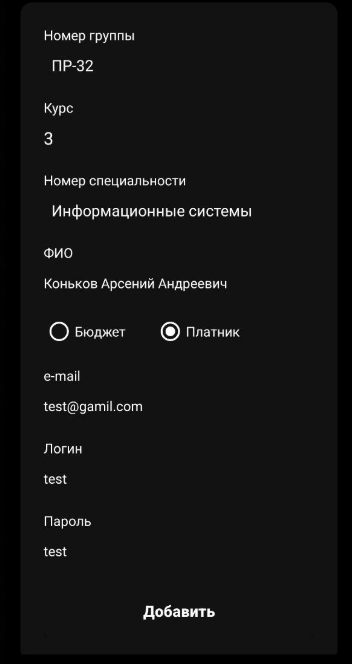 Номер группы
ПР-32
Курс
3
Номер специальности
Информационные системы
ФИО
Коньков Арсений Андреевич
Бюджет Платник
e-mail
test@gamil.com
Логин
test
Пароль
test
Добавить